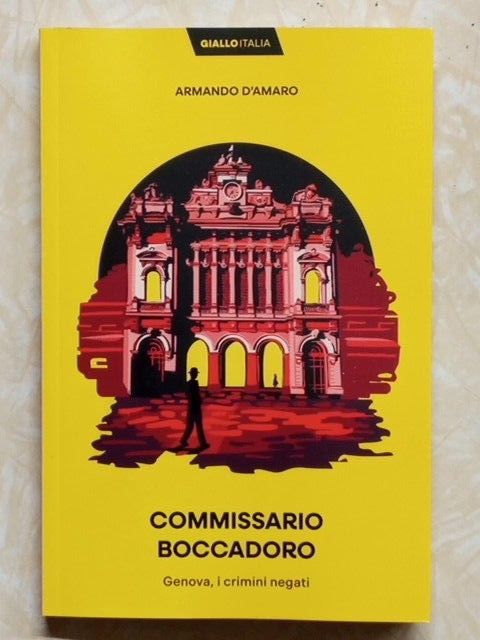 GIALLOITALIA
ARMANDO D'AMARO
COMMISSARIO
BOCCADORO
Genova, i crimini negati